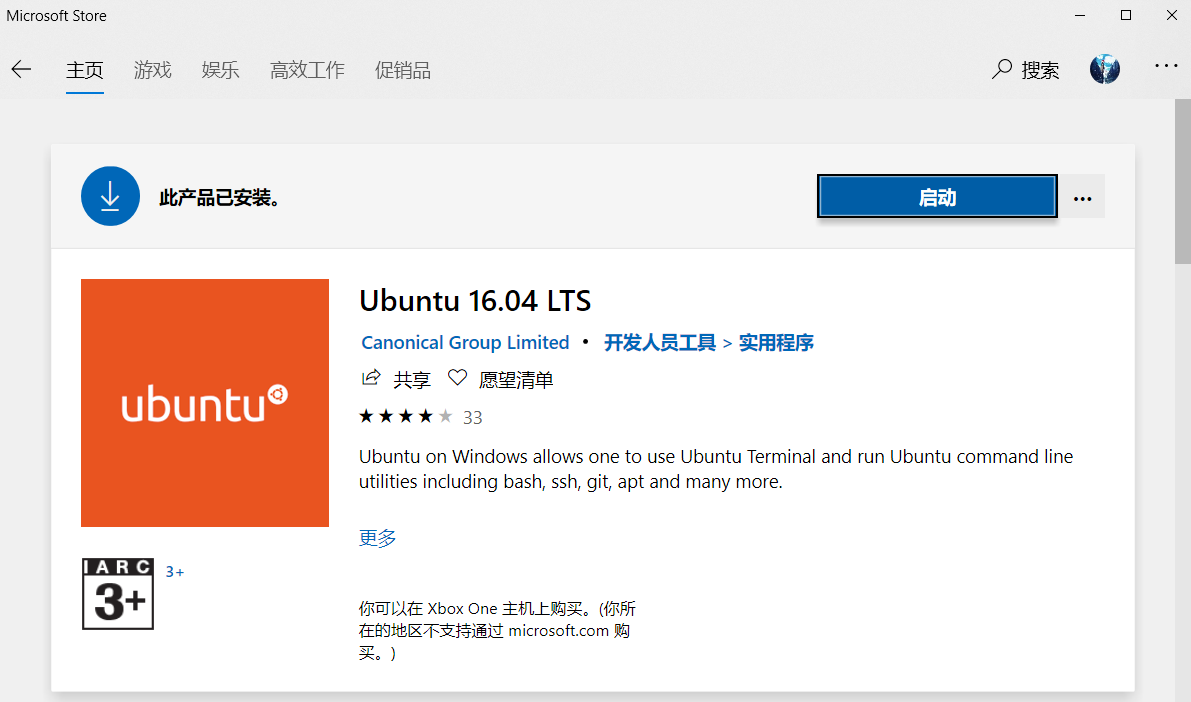 Microsoft Store
主页 游戏 娱乐 高效工作 促销品 搜索
此产品已安装。 启动
ubuntu
Ubuntu 16.04 LTS
Canonical Group Limited • 开发人员工具 > 实用程序
共享 愿望清单
33
Ubuntu on Windows allows one to use Ubuntu Terminal and run Ubuntu command line
utilities including bash, ssh, git, apt and many more.
更多
IARC
3+
3+
你可以在 Xbox One 主机上购买。(你所
在的地区不支持通过 microsoft.com 购
买。)